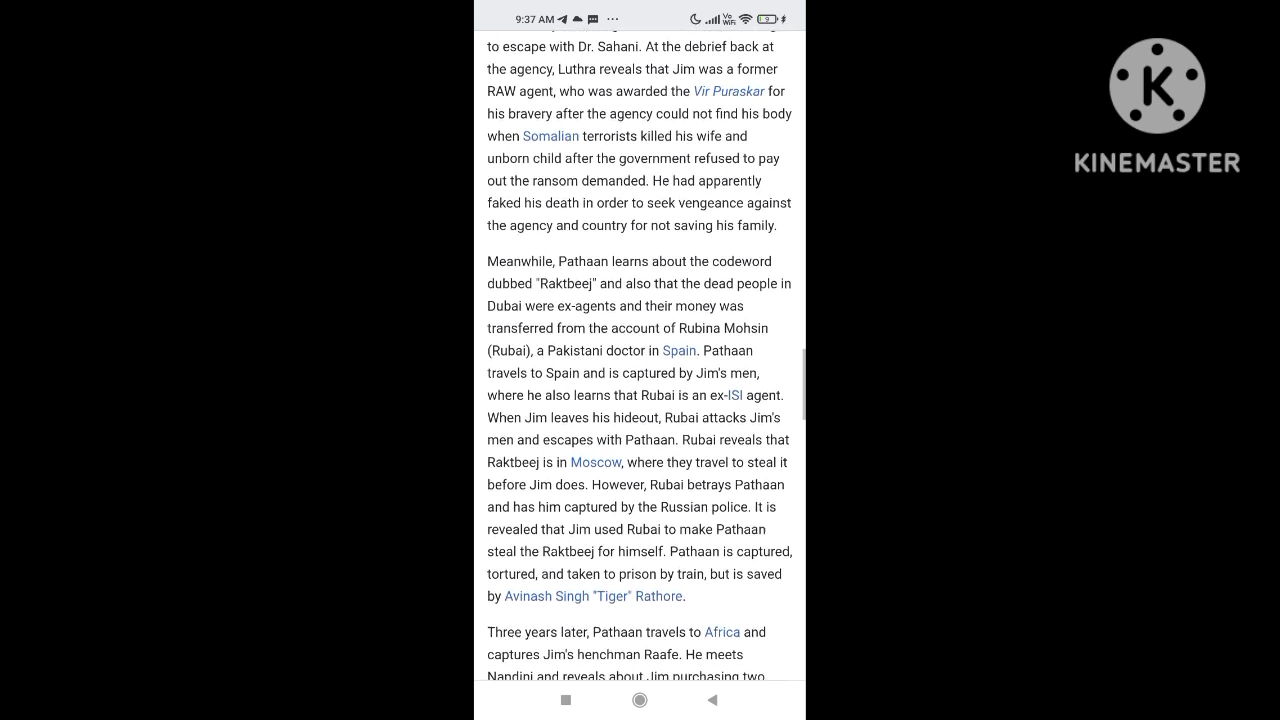 9:37 AM
Vo
WiFi
9
to escape with Dr. Sahani. At the debrief back at
the agency, Luthra reveals that Jim was a former
RAW agent, who was awarded the Vir Puraskar for
his bravery after the agency could not find his body
when Somalian terrorists killed his wife and
unborn child after the government refused to pay
out the ransom demanded. He had apparently
faked his death in order to seek vengeance against
the agency and country for not saving his family.
Meanwhile, Pathaan learns about the codeword
dubbed "Raktbeej" and also that the dead people in
Dubai were ex-agents and their money was
transferred from the account of Rubina Mohsin
(Rubai), a Pakistani doctor in Spain. Pathaan
travels to Spain and is captured by Jim's men,
where he also learns that Rubai is an ex-ISI agent.
When Jim leaves his hideout, Rubai attacks Jim's
men and escapes with Pathaan. Rubai reveals that
Raktbeej is in Moscow, where they travel to steal it
before Jim does. However, Rubai betrays Pathaan
and has him captured by the Russian police. It is
revealed that Jim used Rubai to make Pathaan
steal the Raktbeej for himself. Pathaan is captured,
tortured, and taken to prison by train, but is saved
by Avinash Singh "Tiger" Rathore.
Three years later, Pathaan travels to Africa and
captures Jim's henchman Raafe. He meets
Nandini and reveals about Jim purchasing two
K
KINEMASTER